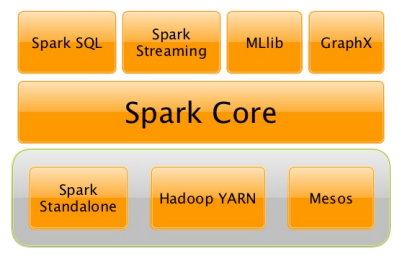 Spark SQL
Spark
Streaming
MLlib
GraphX
Spark Core
Spark
Standalone
Hadoop YARN
Mesos